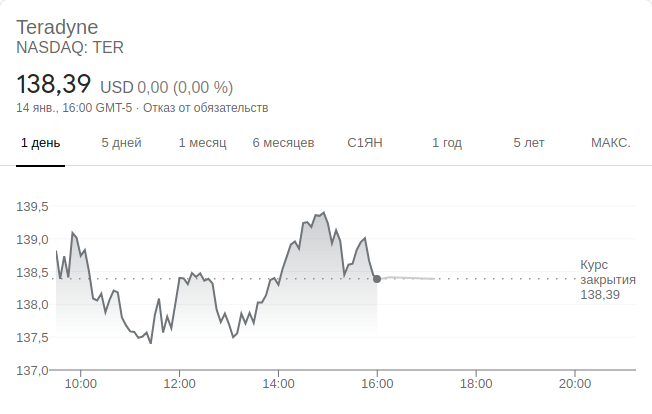 Teradyne
NASDAQ: TER
138,39 USD 0,00 (0,00 %)
14 янв., 16:00 GMT-5 · Отказ от обязательств
1 день 5 дней 1 месяц 6 месяцев С1ЯН 1 год 5 лет МАКС.
139,5
139,0
138,5
138,0
137,5
137,0
Курс
закрытия
138,39
10:00 12:00 14:00 16:00 18:00 20:00